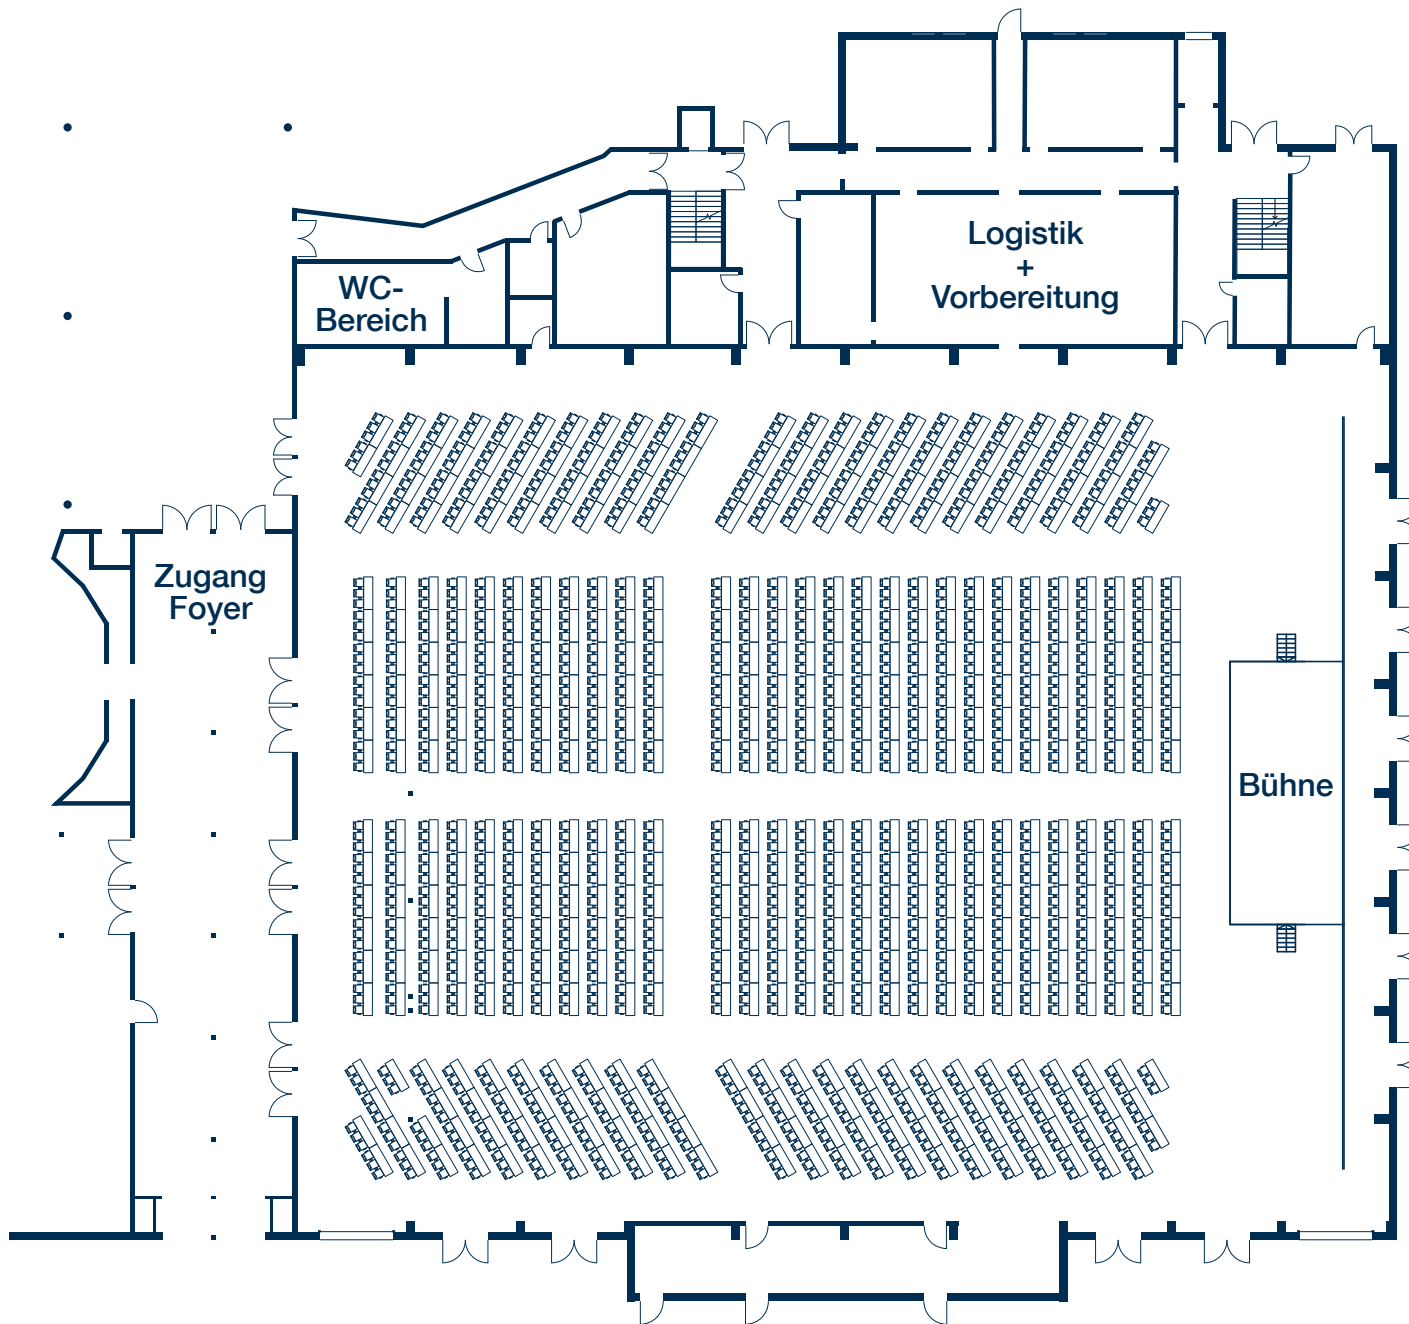 Logistik
+
Vorbereitung
WC-
Bereich
Zugang
Foyer
Bühne